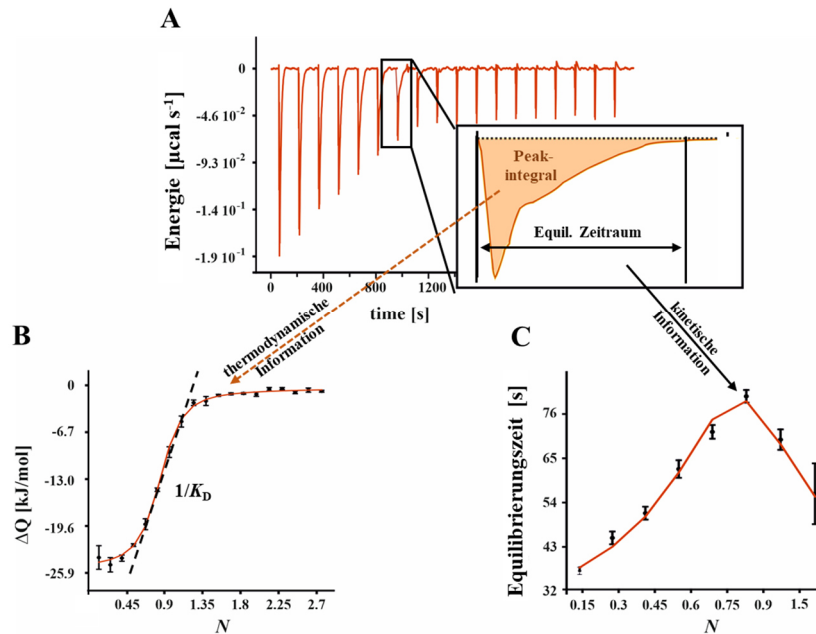 A
Energie [µcal s⁻¹]
0
-4.6 10⁻²
-9.3 10⁻²
-1.4 10⁻¹
-1.9 10⁻¹
0
400
800
1200
time [s]
Peak-
integral
Equil. Zeitraum
thermodynamische
Information
kinetische
Information
B
ΔQ [kJ/mol]
0
-6.7
-13.0
-19.6
-25.9
1/K_D
0.45
0.9
1.35
1.8
2.25
2.7
N
C
Equilibrierungszeit [s]
76
65
54
43
32
0.15
0.3
0.45
0.6
0.75
0.9
1.5
N